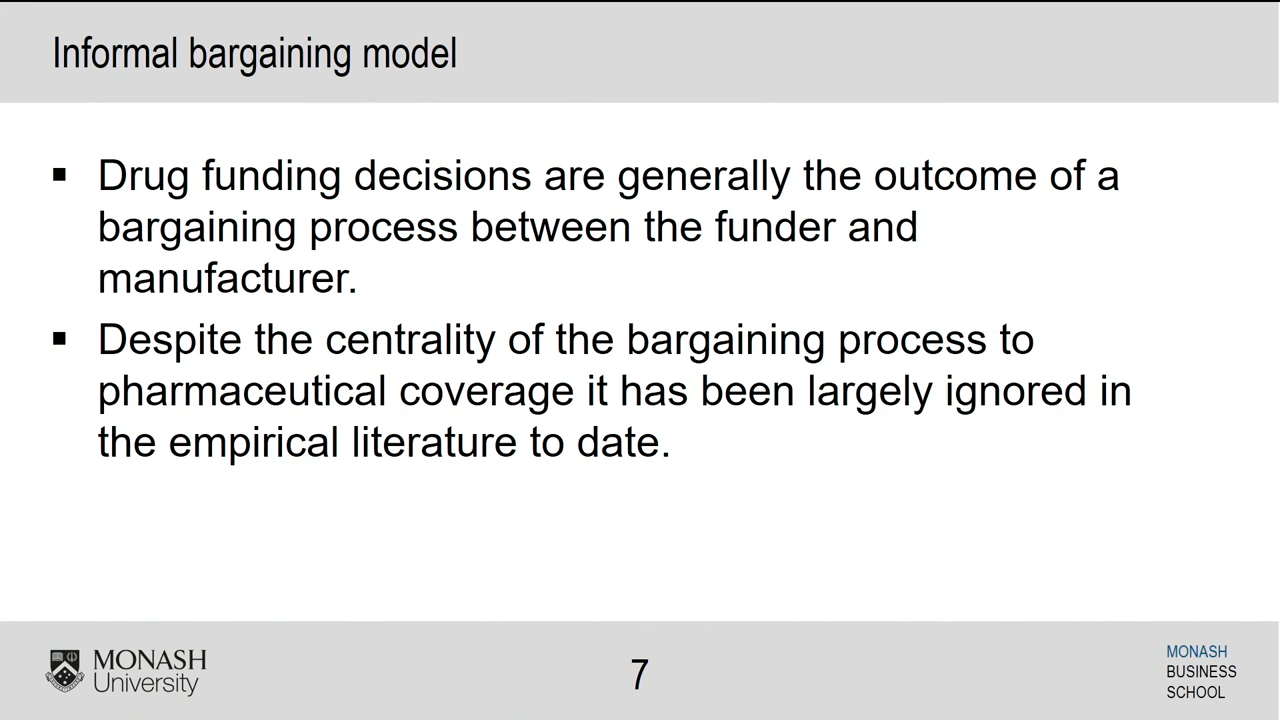 Informal bargaining model
▪ Drug funding decisions are generally the outcome of a
bargaining process between the funder and
manufacturer.
▪ Despite the centrality of the bargaining process to
pharmaceutical coverage it has been largely ignored in
the empirical literature to date.
MONASH
University
7
MONASH
BUSINESS
SCHOOL